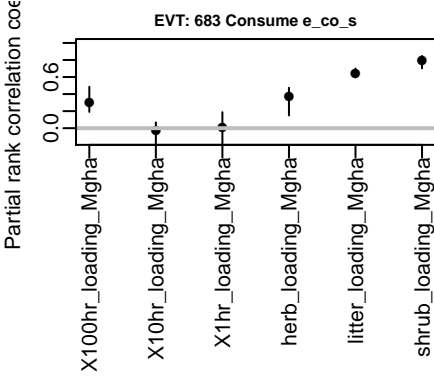 EVT: 683 Consume e_co_s
Partial rank correlation coe
0.6
0.0
X100hr_loading_Mgha
X10hr_loading_Mgha
X1hr_loading_Mgha
herb_loading_Mgha
litter_loading_Mgha
shrub_loading_Mgha